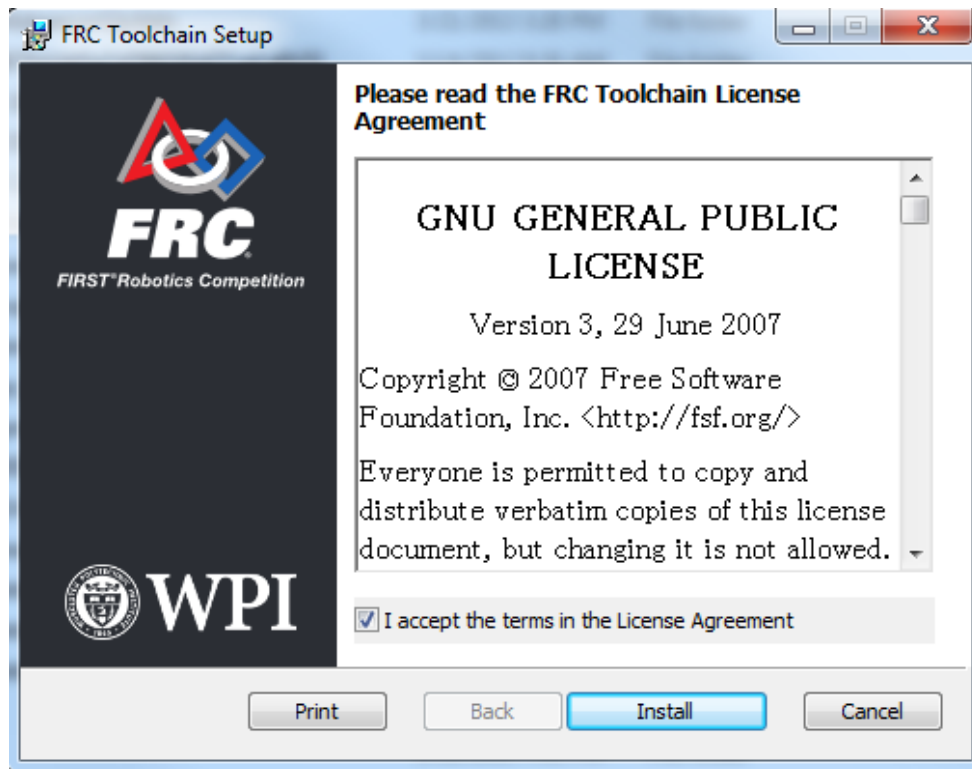 FRC Toolchain Setup
Please read the FRC Toolchain License
Agreement
FRC
FIRST® Robotics Competition
GNU GENERAL PUBLIC
LICENSE
Version 3, 29 June 2007
Copyright © 2007 Free Software
Foundation, Inc. <http://fsf.org/>
Everyone is permitted to copy and
distribute verbatim copies of this license
document, but changing it is not allowed.
WPI
I accept the terms in the License Agreement
Print
Back
Install
Cancel